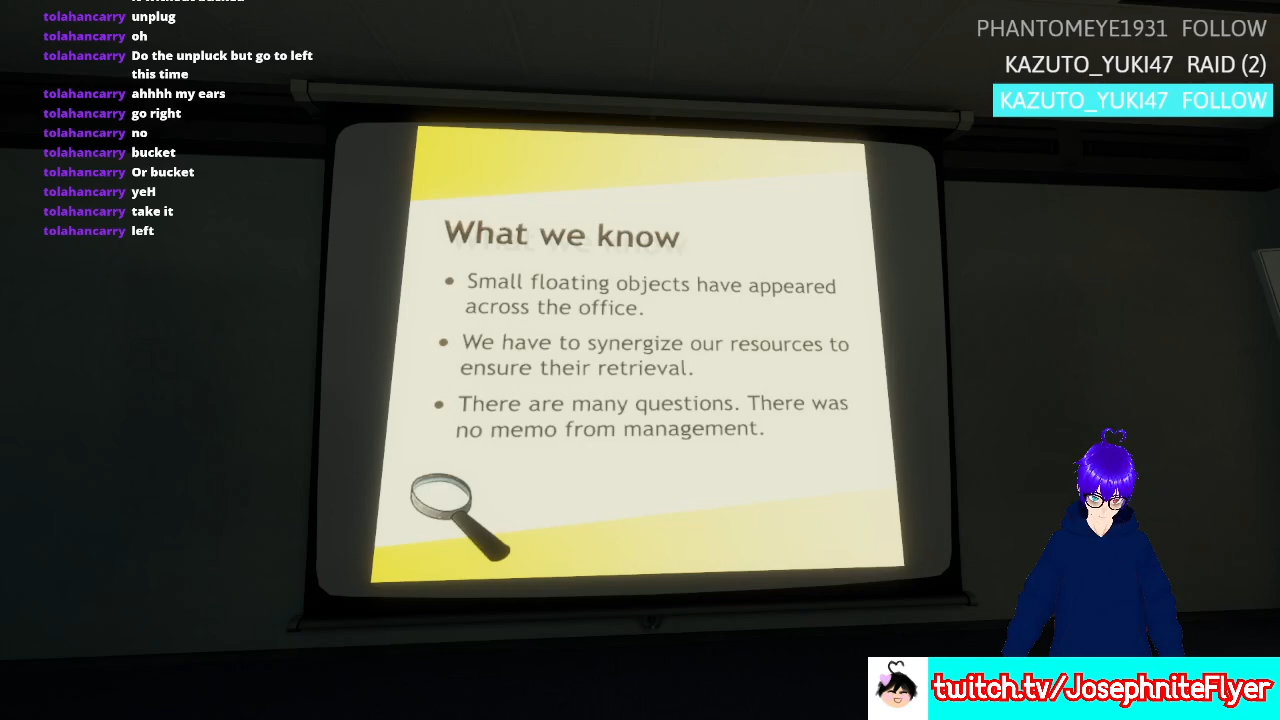 tolahancarry unplug
tolahancarry oh
tolahancarry Do the unpluck but go to left
this time
tolahancarry ahhhh my ears
tolahancarry go right
tolahancarry no
tolahancarry bucket
tolahancarry Or bucket
tolahancarry yeH
tolahancarry take it
tolahancarry left
PHANTOMEYE1931 FOLLOW
KAZUTO_YUKI47 RAID (2)
KAZUTO_YUKI47 FOLLOW
What we know
• Small floating objects have appeared
across the office.
• We have to synergize our resources to
ensure their retrieval.
• There are many questions. There was
no memo from management.
twitch.tv/JosephniteFlyer